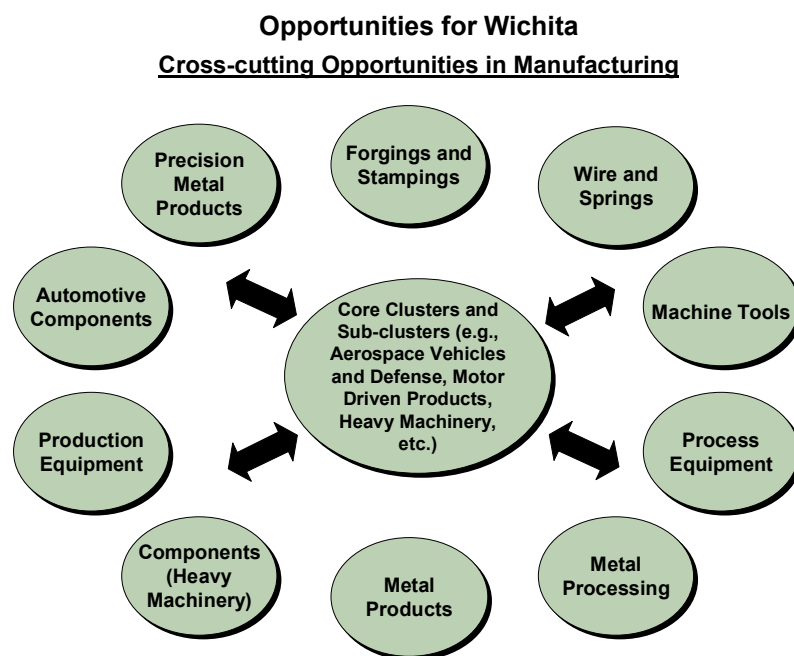 Opportunities for Wichita
Cross-cutting Opportunities in Manufacturing
Precision
Metal
Products
Forgings and
Stampings
Wire and
Springs
Automotive
Components
Core Clusters and
Sub-clusters (e.g.,
Aerospace Vehicles
and Defense, Motor
Driven Products,
Heavy Machinery,
etc.)
Machine Tools
Production
Equipment
Process
Equipment
Components
(Heavy
Machinery)
Metal
Products
Metal
Processing